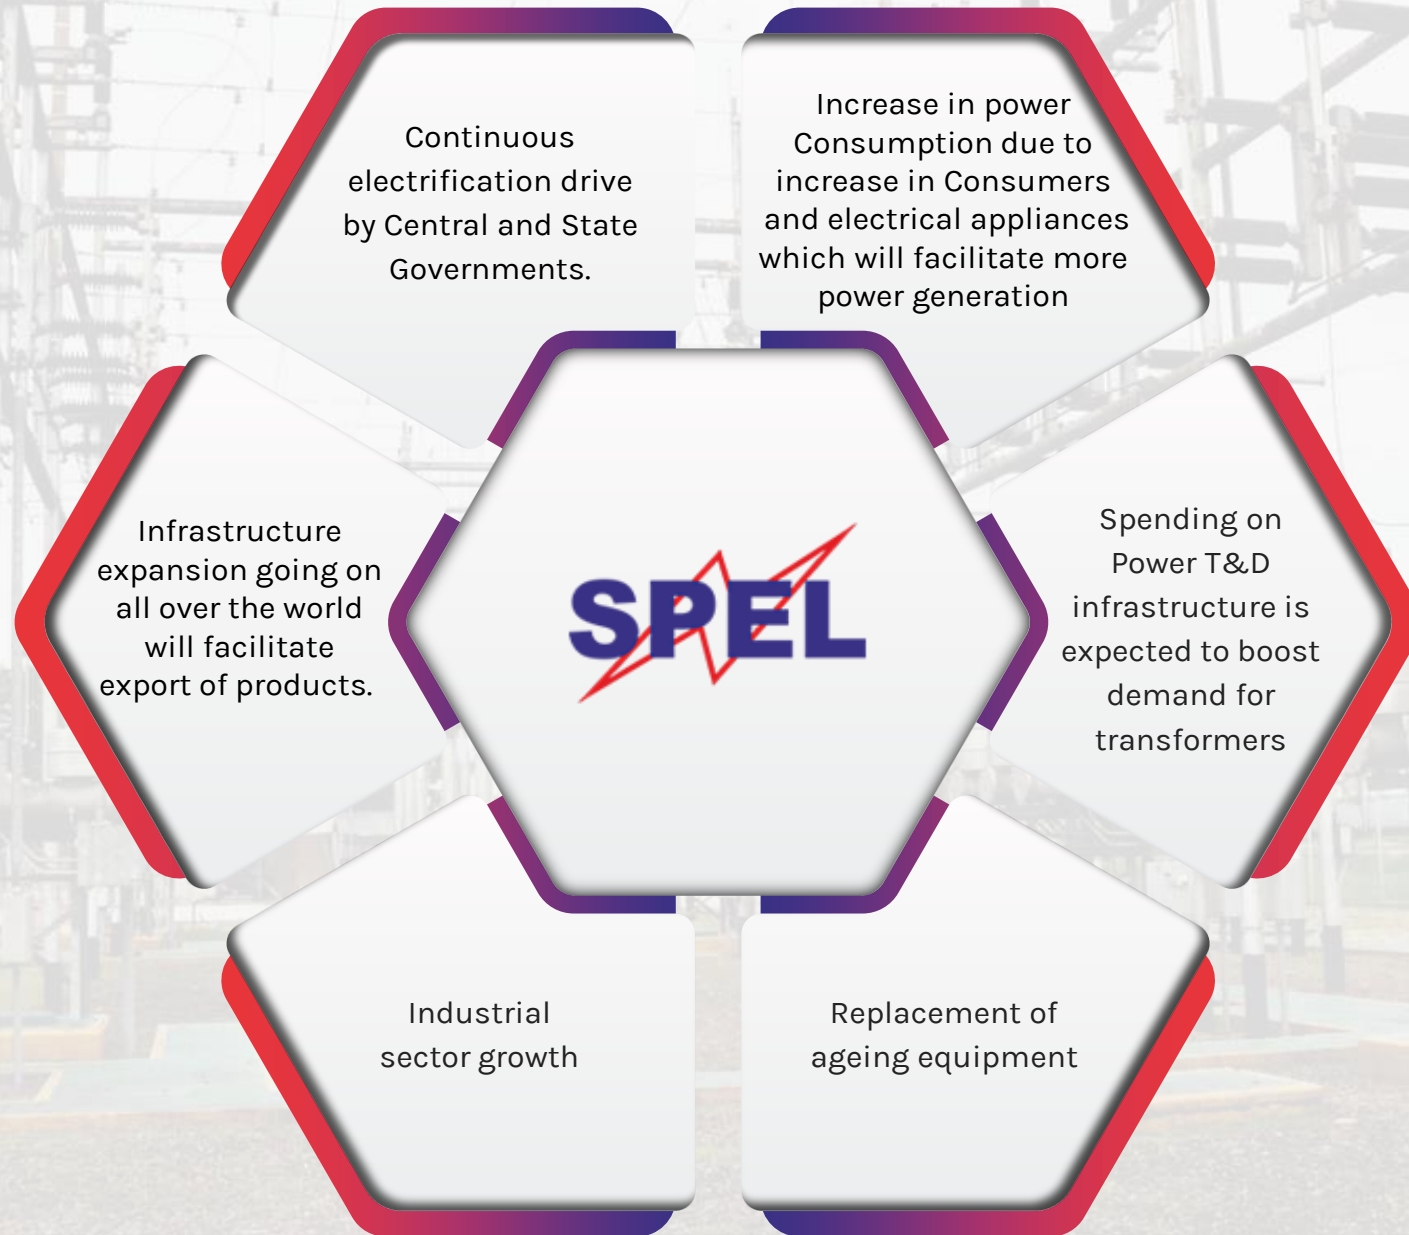 Continuous
electrification drive
by Central and State
Governments.
Increase in power
Consumption due to
increase in Consumers
and electrical appliances
which will facilitate more
power generation
Infrastructure
expansion going on
all over the world
will facilitate
export of products.
SPEL
Spending on
Power T&D
infrastructure is
expected to boost
demand for
transformers
Industrial
sector growth
Replacement of
ageing equipment